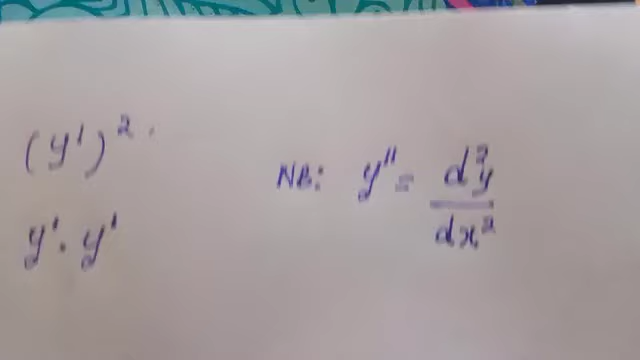 (y')².
y' . y'
NB: y'' = d²y/dx²